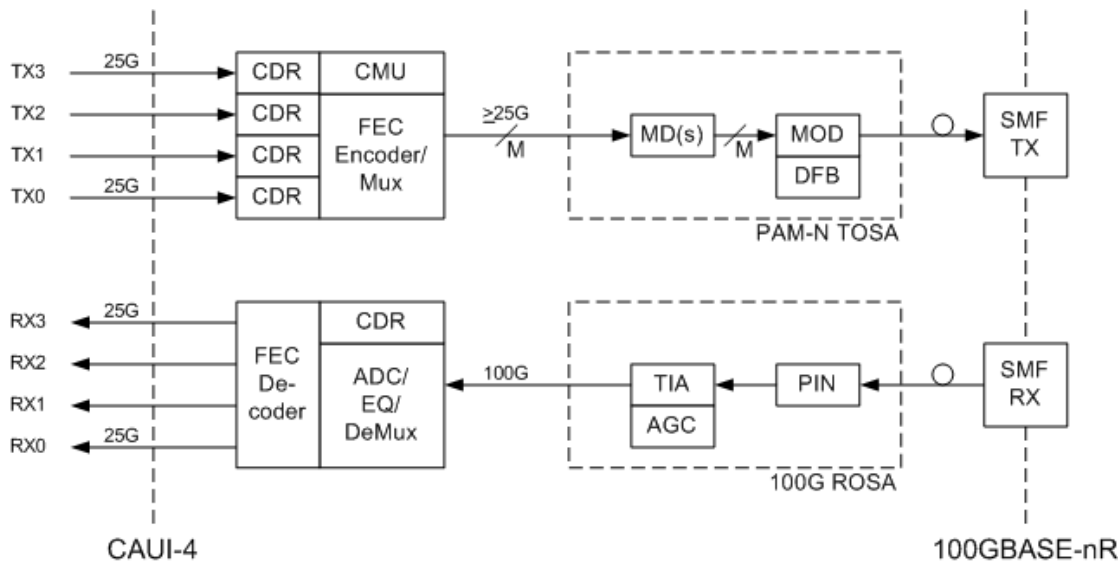 TX3
25G
CDR
CMU
TX2
CDR
FEC
Encoder/
Mux
TX1
CDR
TX0
25G
CDR
≥25G
M
MD(s)
M
MOD
DFB
PAM-N TOSA
SMF
TX
RX3
25G
RX2
RX1
RX0
25G
FEC
De-
coder
CDR
ADC/
EQ/
DeMux
100G
TIA
AGC
PIN
100G ROSA
SMF
RX
CAUI-4
100GBASE-nR